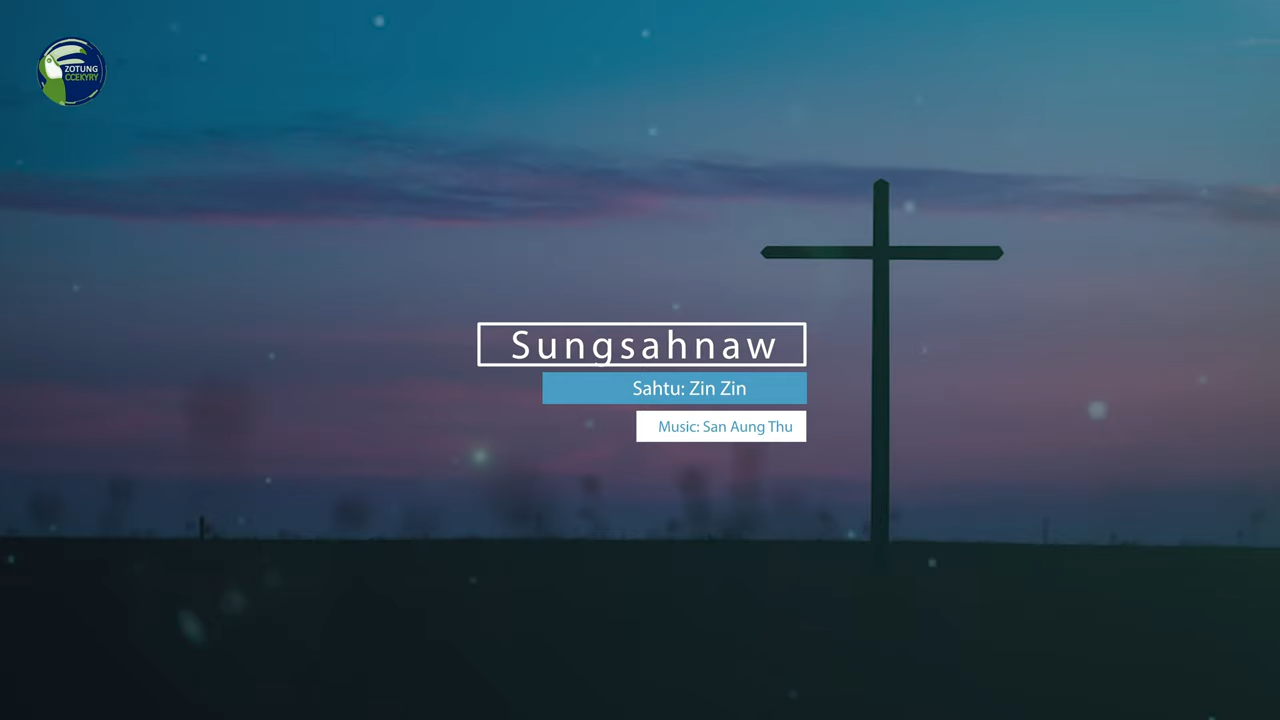 ZOTUNG
CCEKYRY
Sungsahnaw
Sahtu: Zin Zin
Music: San Aung Thu